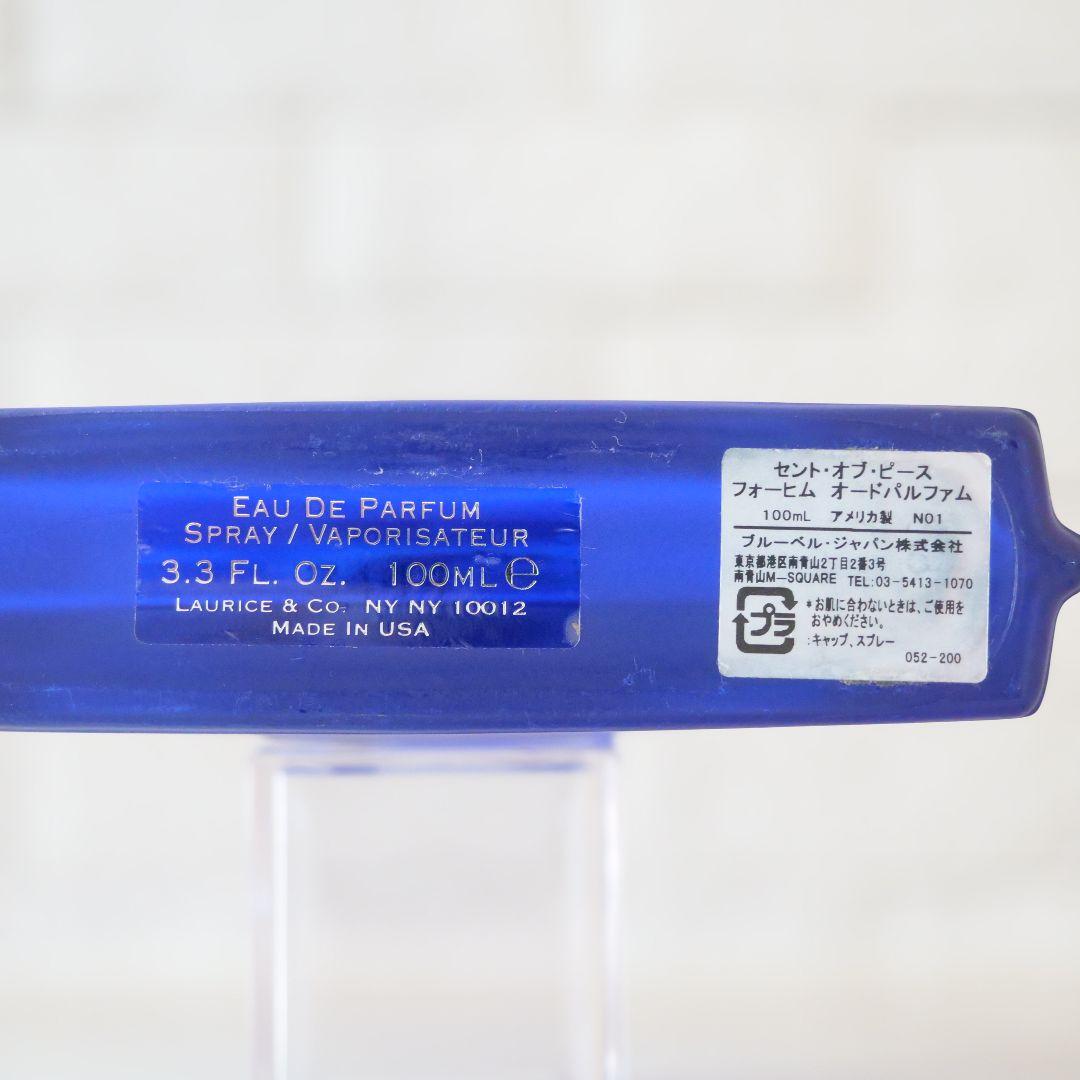 EAU DE PARFUM
SPRAY / VAPORISATEUR
3.3 FL. OZ. 100ML ℮
LAURICE & CO. NY NY 10012
MADE IN USA
セント・オブ・ピース
フォーヒム オードパルファム
100mL アメリカ製 N01
ブルーベル・ジャパン株式会社
東京都港区南青山2丁目2番3号
南青山M-SQUARE TEL:03-5413-1070
プラ
*お肌に合わないときは、ご使用を
おやめください。
:キャップ、スプレー
052-200